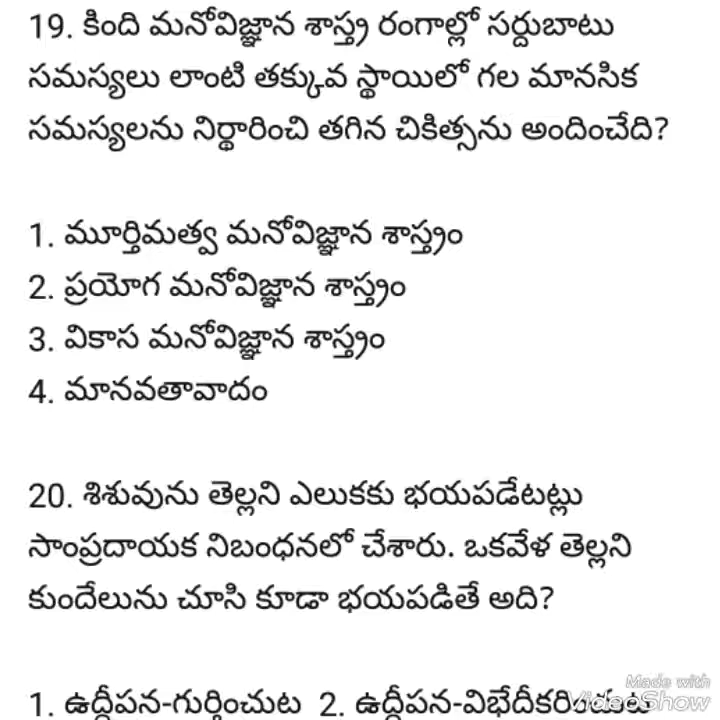 19. కింది మనోవిజ్ఞాన శాస్త్ర రంగాల్లో సర్దుబాటు
సమస్యలు లాంటి తక్కువ స్థాయిలో గల మానసిక
సమస్యలను నిర్ధారించి తగిన చికిత్సను అందించేది?
1. మూర్తిమత్వ మనోవిజ్ఞాన శాస్త్రం
2. ప్రయోగ మనోవిజ్ఞాన శాస్త్రం
3. వికాస మనోవిజ్ఞాన శాస్త్రం
4. మానవతావాదం
20. శిశువును తెల్లని ఎలుకకు భయపడేటట్లు
సాంప్రదాయక నిబంధనలో చేశారు. ఒకవేళ తెల్లని
కుందేలును చూసి కూడా భయపడితే అది?
1. ఉద్దీపన-గుర్తించుట 2. ఉద్దీపన-విభేదీకరించుట
Made with
VideoShow